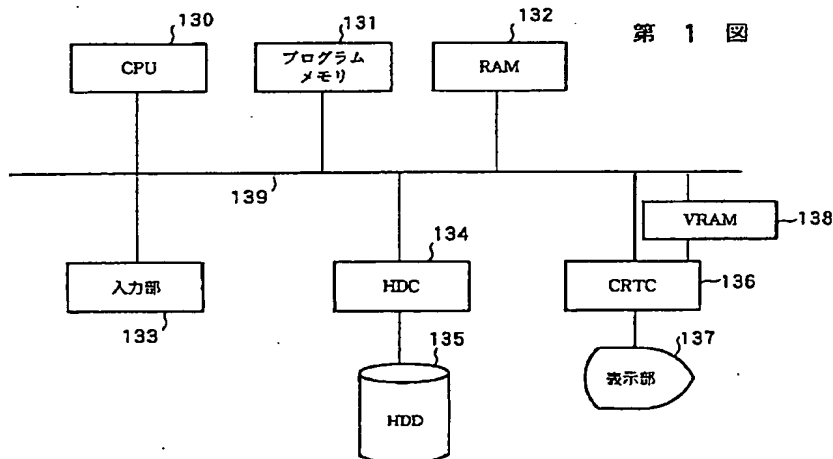 第 1 図
130
CPU
131
プログラム
メモリ
132
RAM
139
VRAM
138
入力部
133
134
HDC
CRTC
136
135
HDD
137
表示部